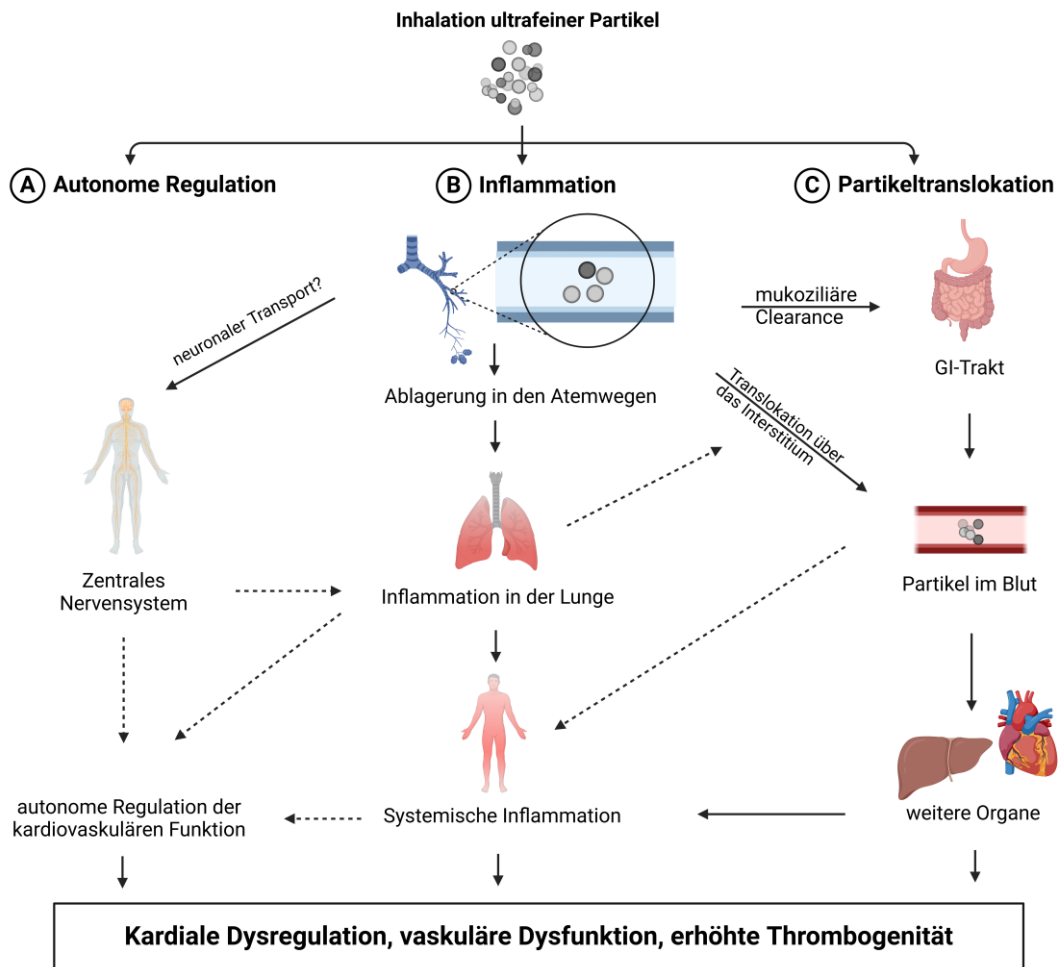 Inhalation ultrafeiner Partikel
A Autonome Regulation
B Inflammation
C Partikeltranslokation
neuronaler Transport?
mukoziliäre
Clearance
GI-Trakt
Ablagerung in den Atemwegen
Translokation über
das Interstitium
Zentrales
Nervensystem
Inflammation in der Lunge
Partikel im Blut
autonome Regulation der
kardiovaskulären Funktion
Systemische Inflammation
weitere Organe
Kardiale Dysregulation, vaskuläre Dysfunktion, erhöhte Thrombogenität